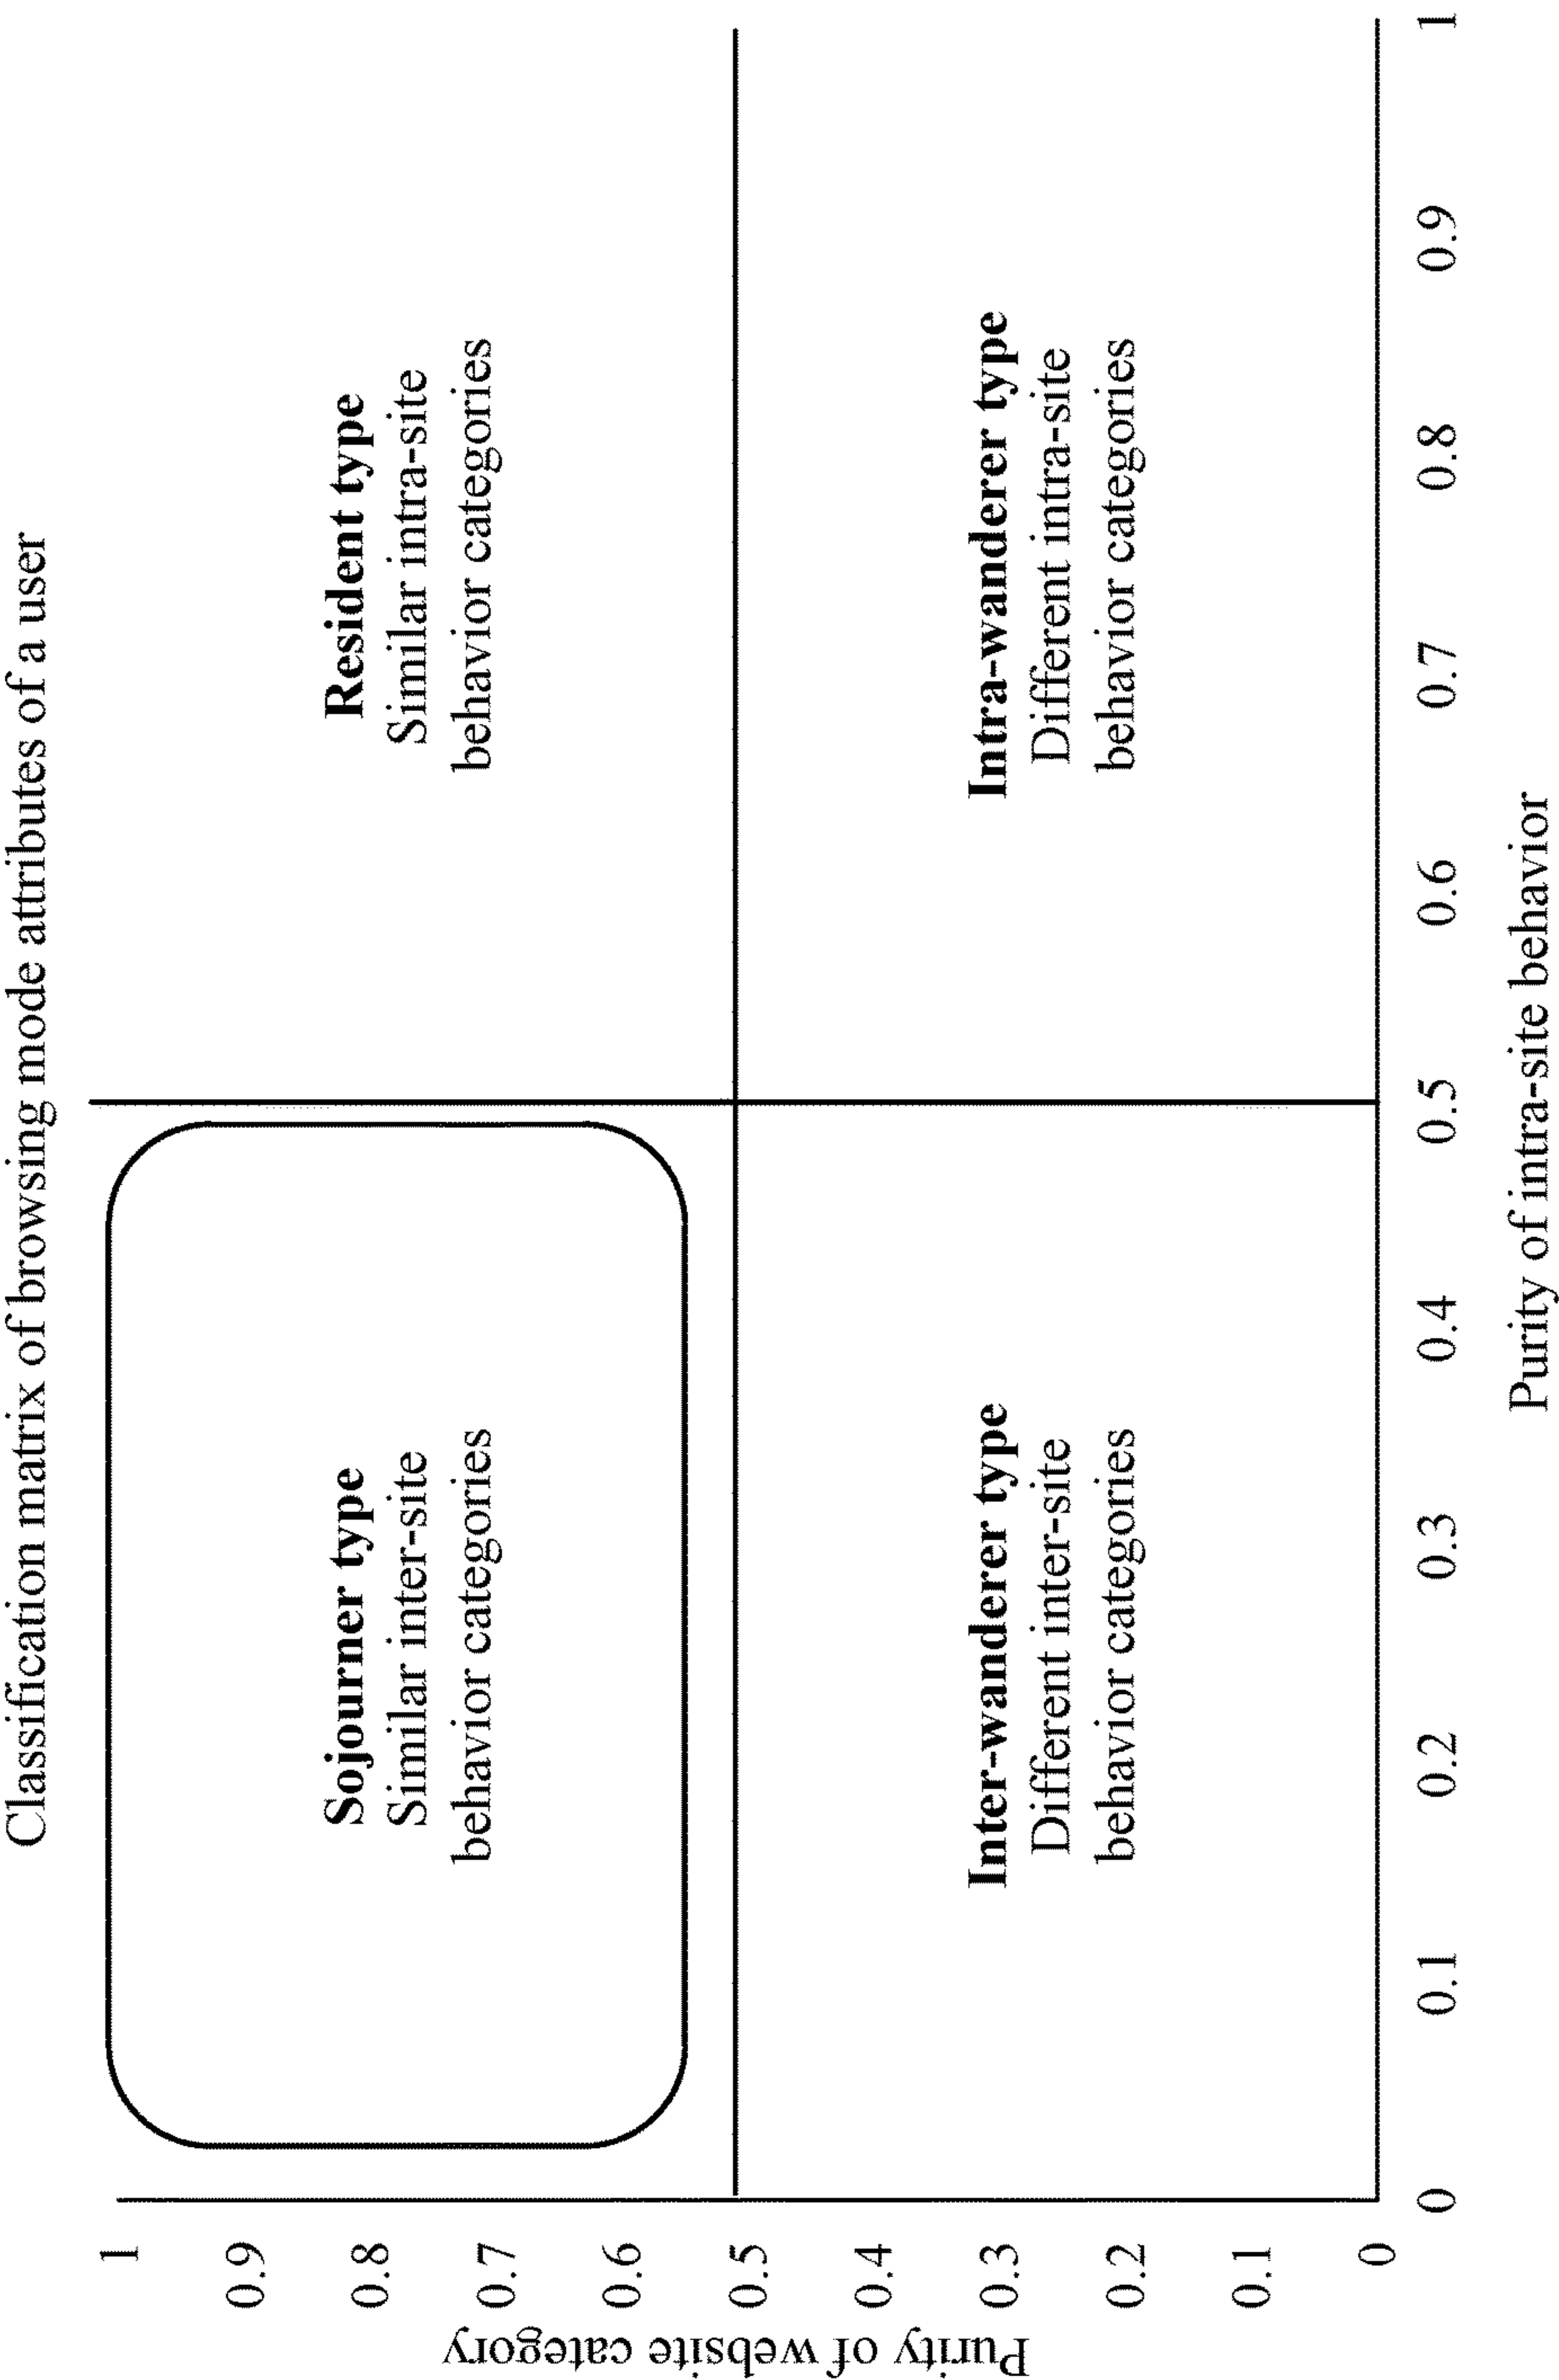 Classification matrix of browsing mode attributes of a user
Purity of website category
1
0.9
0.8
0.7
0.6
0.5
0.4
0.3
0.2
0.1
0
Sojourner type
Similar inter-site
behavior categories
Resident type
Similar intra-site
behavior categories
Inter-wanderer type
Different inter-site
behavior categories
Intra-wanderer type
Different intra-site
behavior categories
0
0.1
0.2
0.3
0.4
0.5
0.6
0.7
0.8
0.9
1
Purity of intra-site behavior